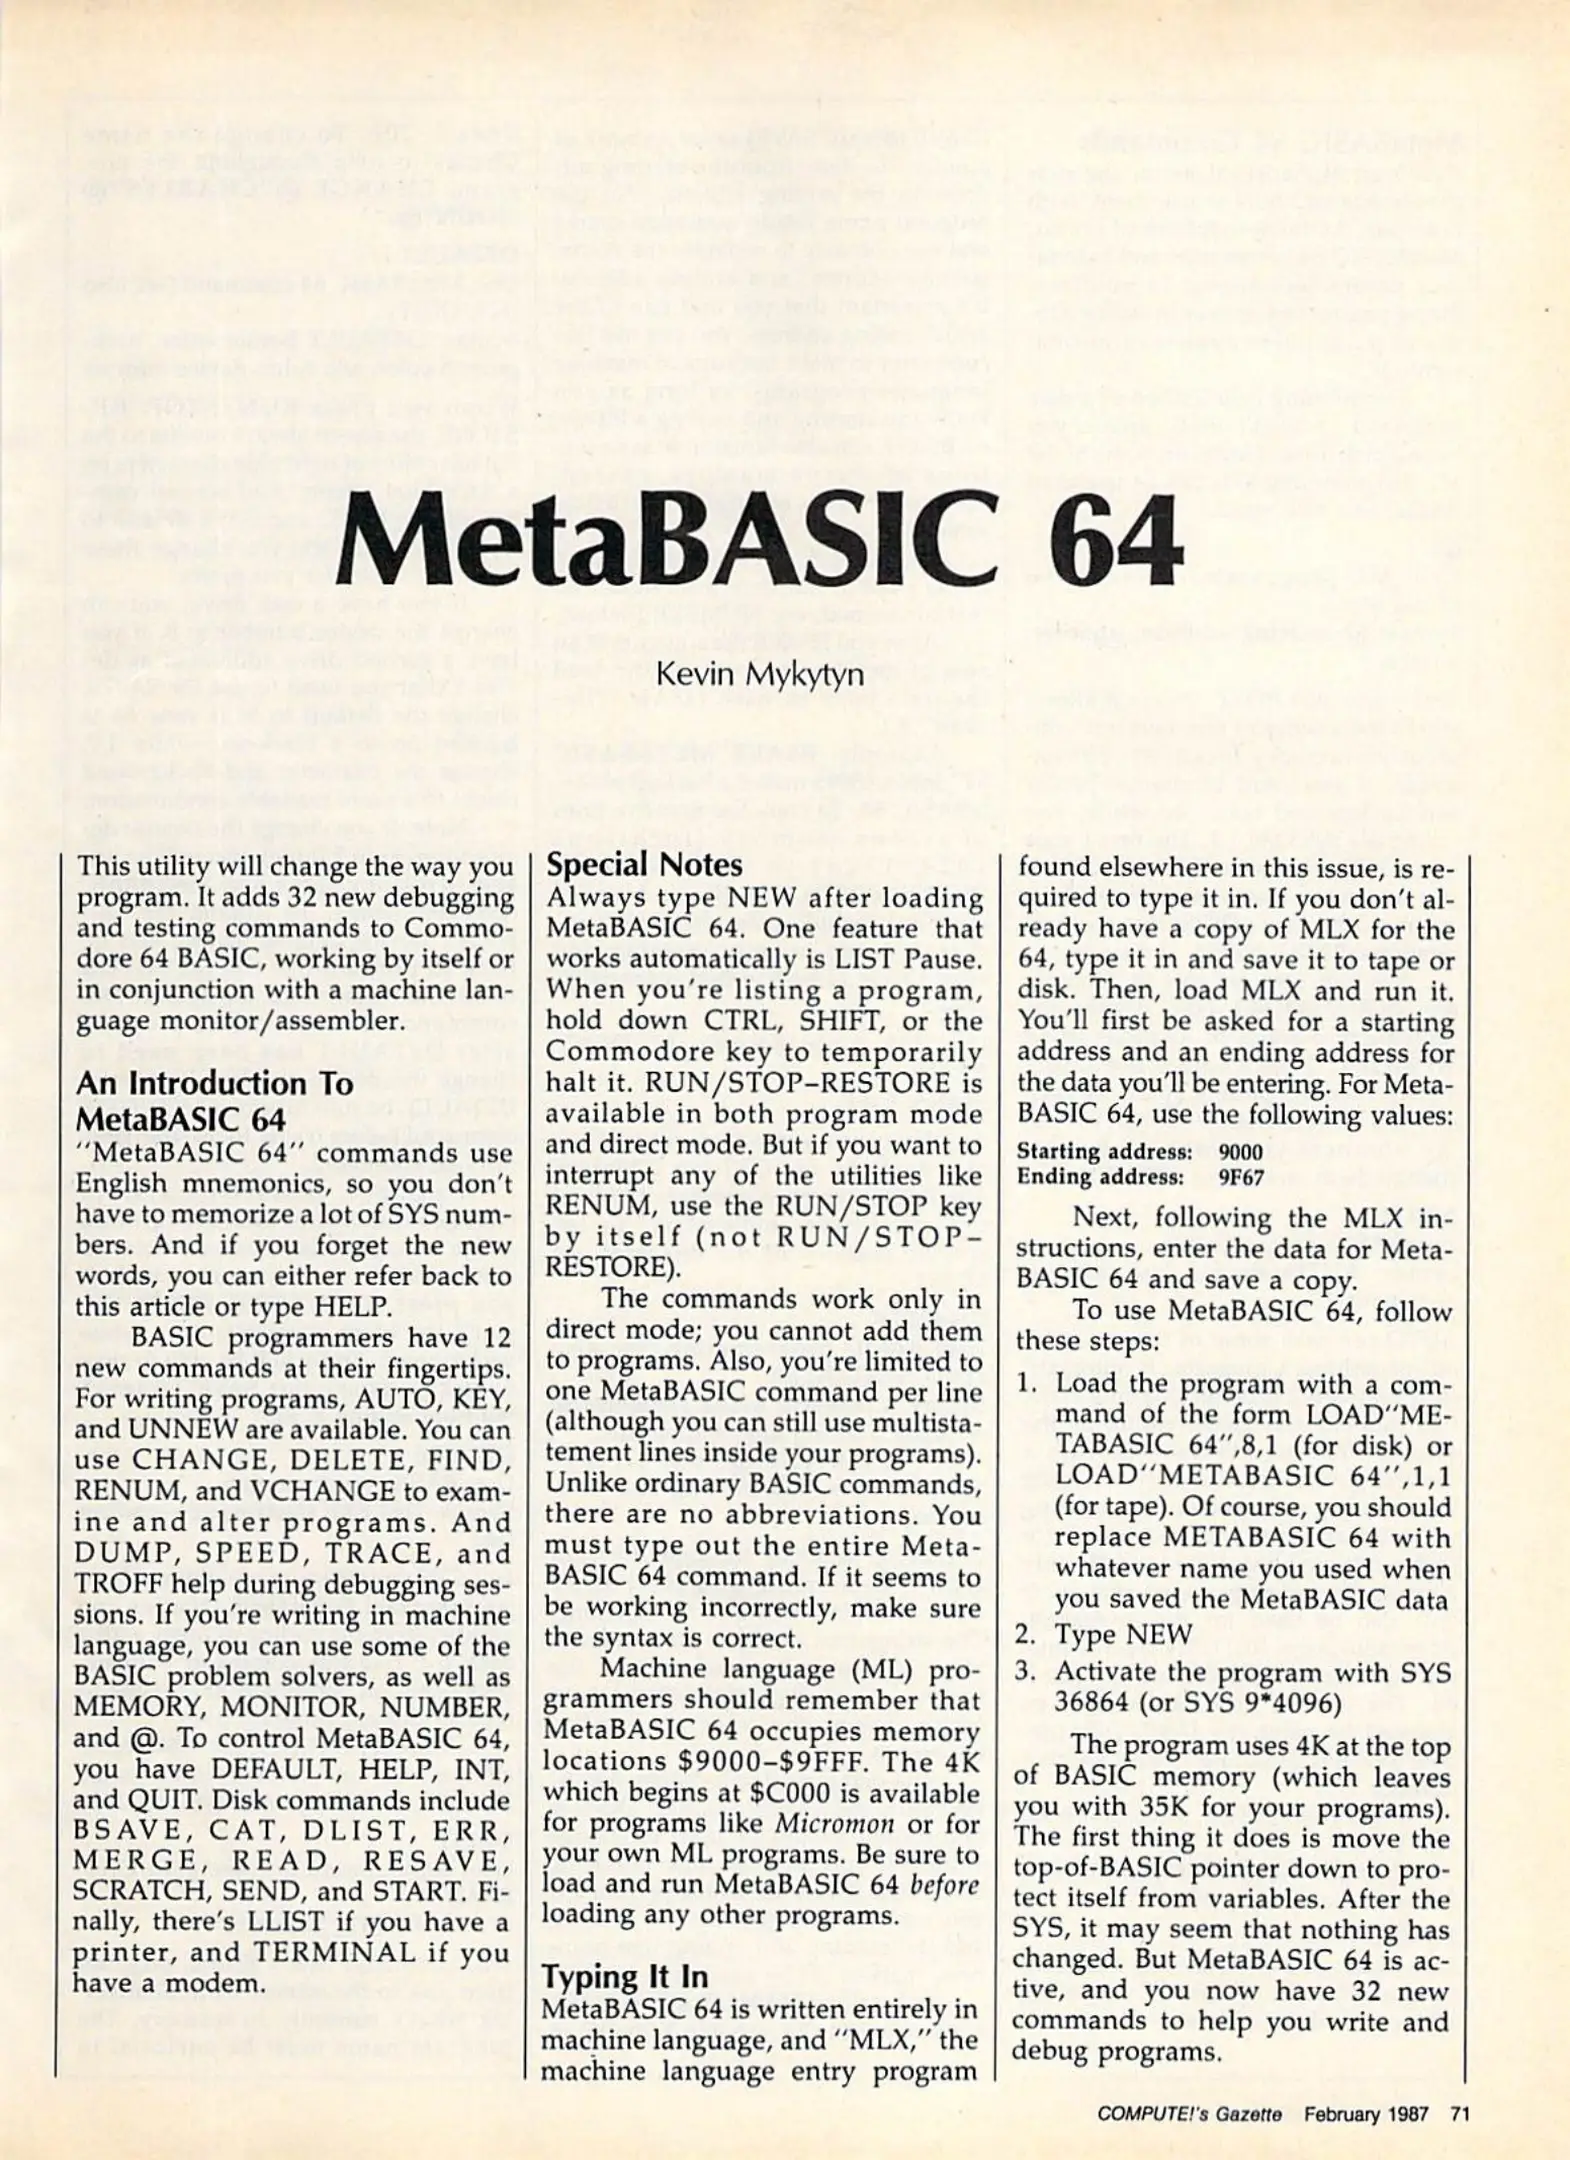 MetaBASIC 64
Kevin Mykytyn
This utility will change the way you
program. It adds 32 new debugging
and testing commands to Commo-
dore 64 BASIC, working by itself or
in conjunction with a machine lan-
guage monitor/assembler.
An Introduction To
MetaBASIC 64
"MetaBASIC 64" commands use
English mnemonics, so you don't
have to memorize a lot of SYS num-
bers. And if you forget the new
words, you can either refer back to
this article or type HELP.
BASIC programmers have 12
new commands at their fingertips.
For writing programs, AUTO, KEY,
and UNNEW are available. You can
use CHANGE, DELETE, FIND,
RENUM, and VCHANGE to exam-
ine and alter programs. And
DUMP, SPEED, TRACE, and
TROFF help during debugging ses-
sions. If you're writing in machine
language, you can use some of the
BASIC problem solvers, as well as
MEMORY, MONITOR, NUMBER,
and @. To control MetaBASIC 64,
you have DEFAULT, HELP, INT,
and QUIT. Disk commands include
BSAVE, CAT, DLIST, ERR,
MERGE, READ, RESAVE,
SCRATCH, SEND, and START. Fi-
nally, there's LLIST if you have a
printer, and TERMINAL if you
have a modem.
Special Notes
Always type NEW after loading
MetaBASIC 64. One feature that
works automatically is LIST Pause.
When you're listing a program,
hold down CTRL, SHIFT, or the
Commodore key to temporarily
halt it. RUN/STOP–RESTORE is
available in both program mode
and direct mode. But if you want to
interrupt any of the utilities like
RENUM, use the RUN/STOP key
by itself (not RUN/STOP–
RESTORE).
The commands work only in
direct mode; you cannot add them
to programs. Also, you're limited to
one MetaBASIC command per line
(although you can still use multista-
tement lines inside your programs).
Unlike ordinary BASIC commands,
there are no abbreviations. You
must type out the entire Meta-
BASIC 64 command. If it seems to
be working incorrectly, make sure
the syntax is correct.
Machine language (ML) pro-
grammers should remember that
MetaBASIC 64 occupies memory
locations $9000–$9FFF. The 4K
which begins at $C000 is available
for programs like Micromon or for
your own ML programs. Be sure to
load and run MetaBASIC 64 before
loading any other programs.
Typing It In
MetaBASIC 64 is written entirely in
machine language, and "MLX," the
machine language entry program
found elsewhere in this issue, is re-
quired to type it in. If you don't al-
ready have a copy of MLX for the
64, type it in and save it to tape or
disk. Then, load MLX and run it.
You'll first be asked for a starting
address and an ending address for
the data you'll be entering. For Meta-
BASIC 64, use the following values:
Starting address: 9000
Ending address: 9F67
Next, following the MLX in-
structions, enter the data for Meta-
BASIC 64 and save a copy.
To use MetaBASIC 64, follow
these steps:
1. Load the program with a com-
mand of the form LOAD"ME-
TABASIC 64",8,1 (for disk) or
LOAD"METABASIC 64",1,1
(for tape). Of course, you should
replace METABASIC 64 with
whatever name you used when
you saved the MetaBASIC data
2. Type NEW
3. Activate the program with SYS
36864 (or SYS 9*4096)
The program uses 4K at the top
of BASIC memory (which leaves
you with 35K for your programs).
The first thing it does is move the
top-of-BASIC pointer down to pro-
tect itself from variables. After the
SYS, it may seem that nothing has
changed. But MetaBASIC 64 is ac-
tive, and you now have 32 new
commands to help you write and
debug programs.
COMPUTE!'s Gazette February 1987 71